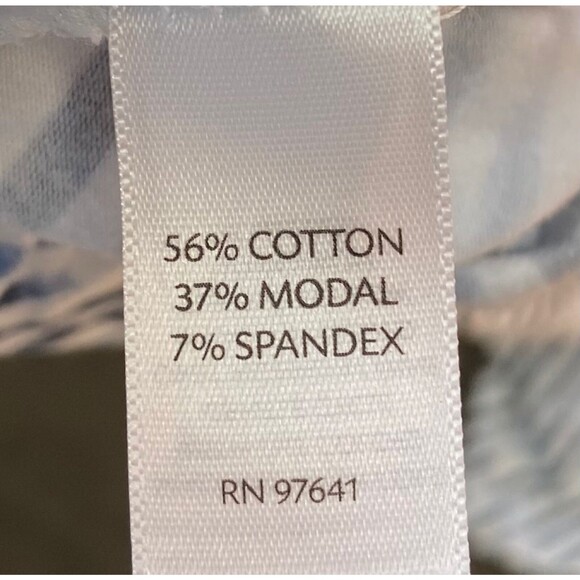 56% COTTON
37% MODAL
7% SPANDEX
RN 97641